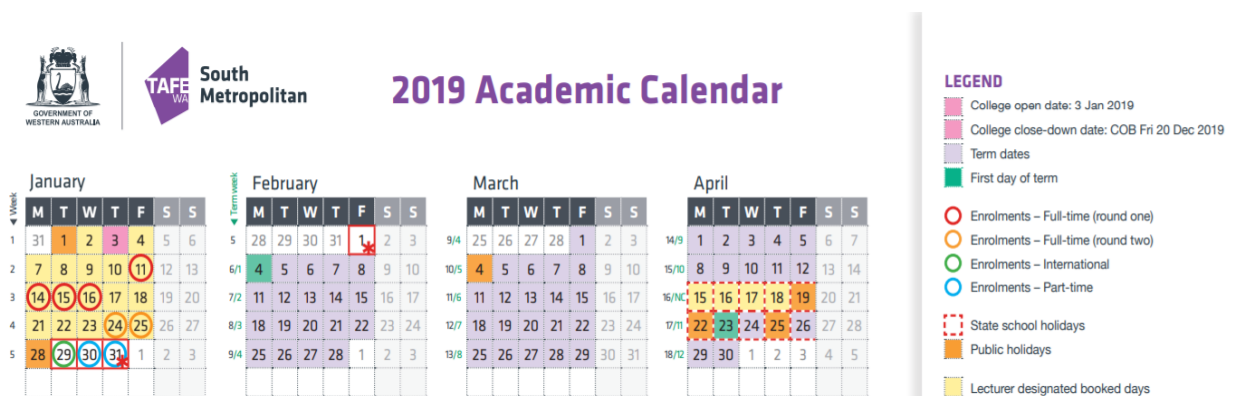 GOVERNMENT OF
WESTERN AUSTRALIA
TAFE
WA
South
Metropolitan
2019 Academic Calendar
LEGEND
College open date: 3 Jan 2019
College close-down date: COB Fri 20 Dec 2019
Term dates
First day of term
Enrolments – Full-time (round one)
Enrolments – Full-time (round two)
Enrolments – International
Enrolments – Part-time
State school holidays
Public holidays
Lecturer designated booked days
Week
January
M T W T F S S
1 31 1 2 3 4 5 6
2 7 8 9 10 11 12 13
3 14 15 16 17 18 19 20
4 21 22 23 24 25 26 27
5 28 29 30 31* 1 2 3
Term week
February
M T W T F S S
5 28 29 30 31 1* 2 3
6/1 4 5 6 7 8 9 10
7/2 11 12 13 14 15 16 17
8/3 18 19 20 21 22 23 24
9/4 25 26 27 28 1 2 3
March
M T W T F S S
9/4 25 26 27 28 1 2 3
10/5 4 5 6 7 8 9 10
11/6 11 12 13 14 15 16 17
12/7 18 19 20 21 22 23 24
13/8 25 26 27 28 29 30 31
April
M T W T F S S
14/9 1 2 3 4 5 6 7
15/10 8 9 10 11 12 13 14
16/NC 15 16 17 18 19 20 21
17/11 22 23 24 25 26 27 28
18/12 29 30 1 2 3 4 5